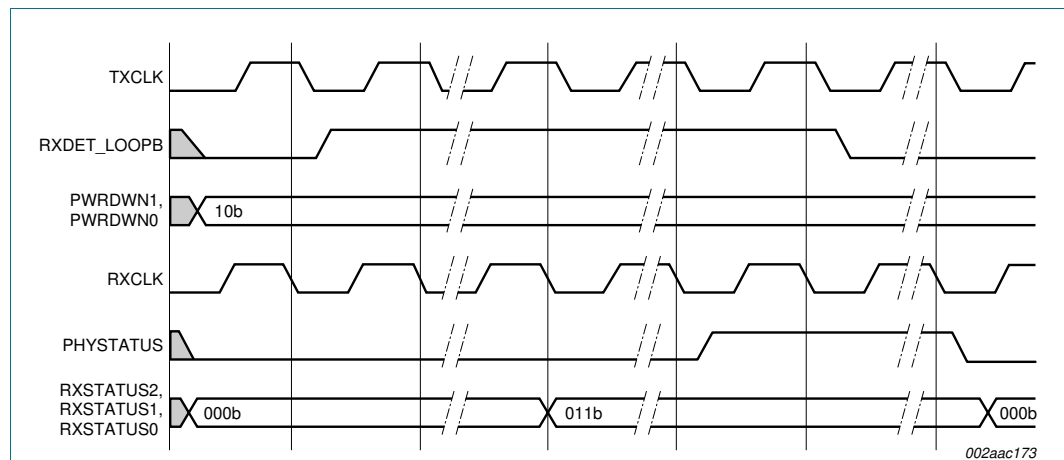 TXCLK
RXDET_LOOPB
PWRDWN1,
PWRDWN0
10b
RXCLK
PHYSTATUS
RXSTATUS2,
RXSTATUS1,
RXSTATUS0
000b
011b
000b
002aac173